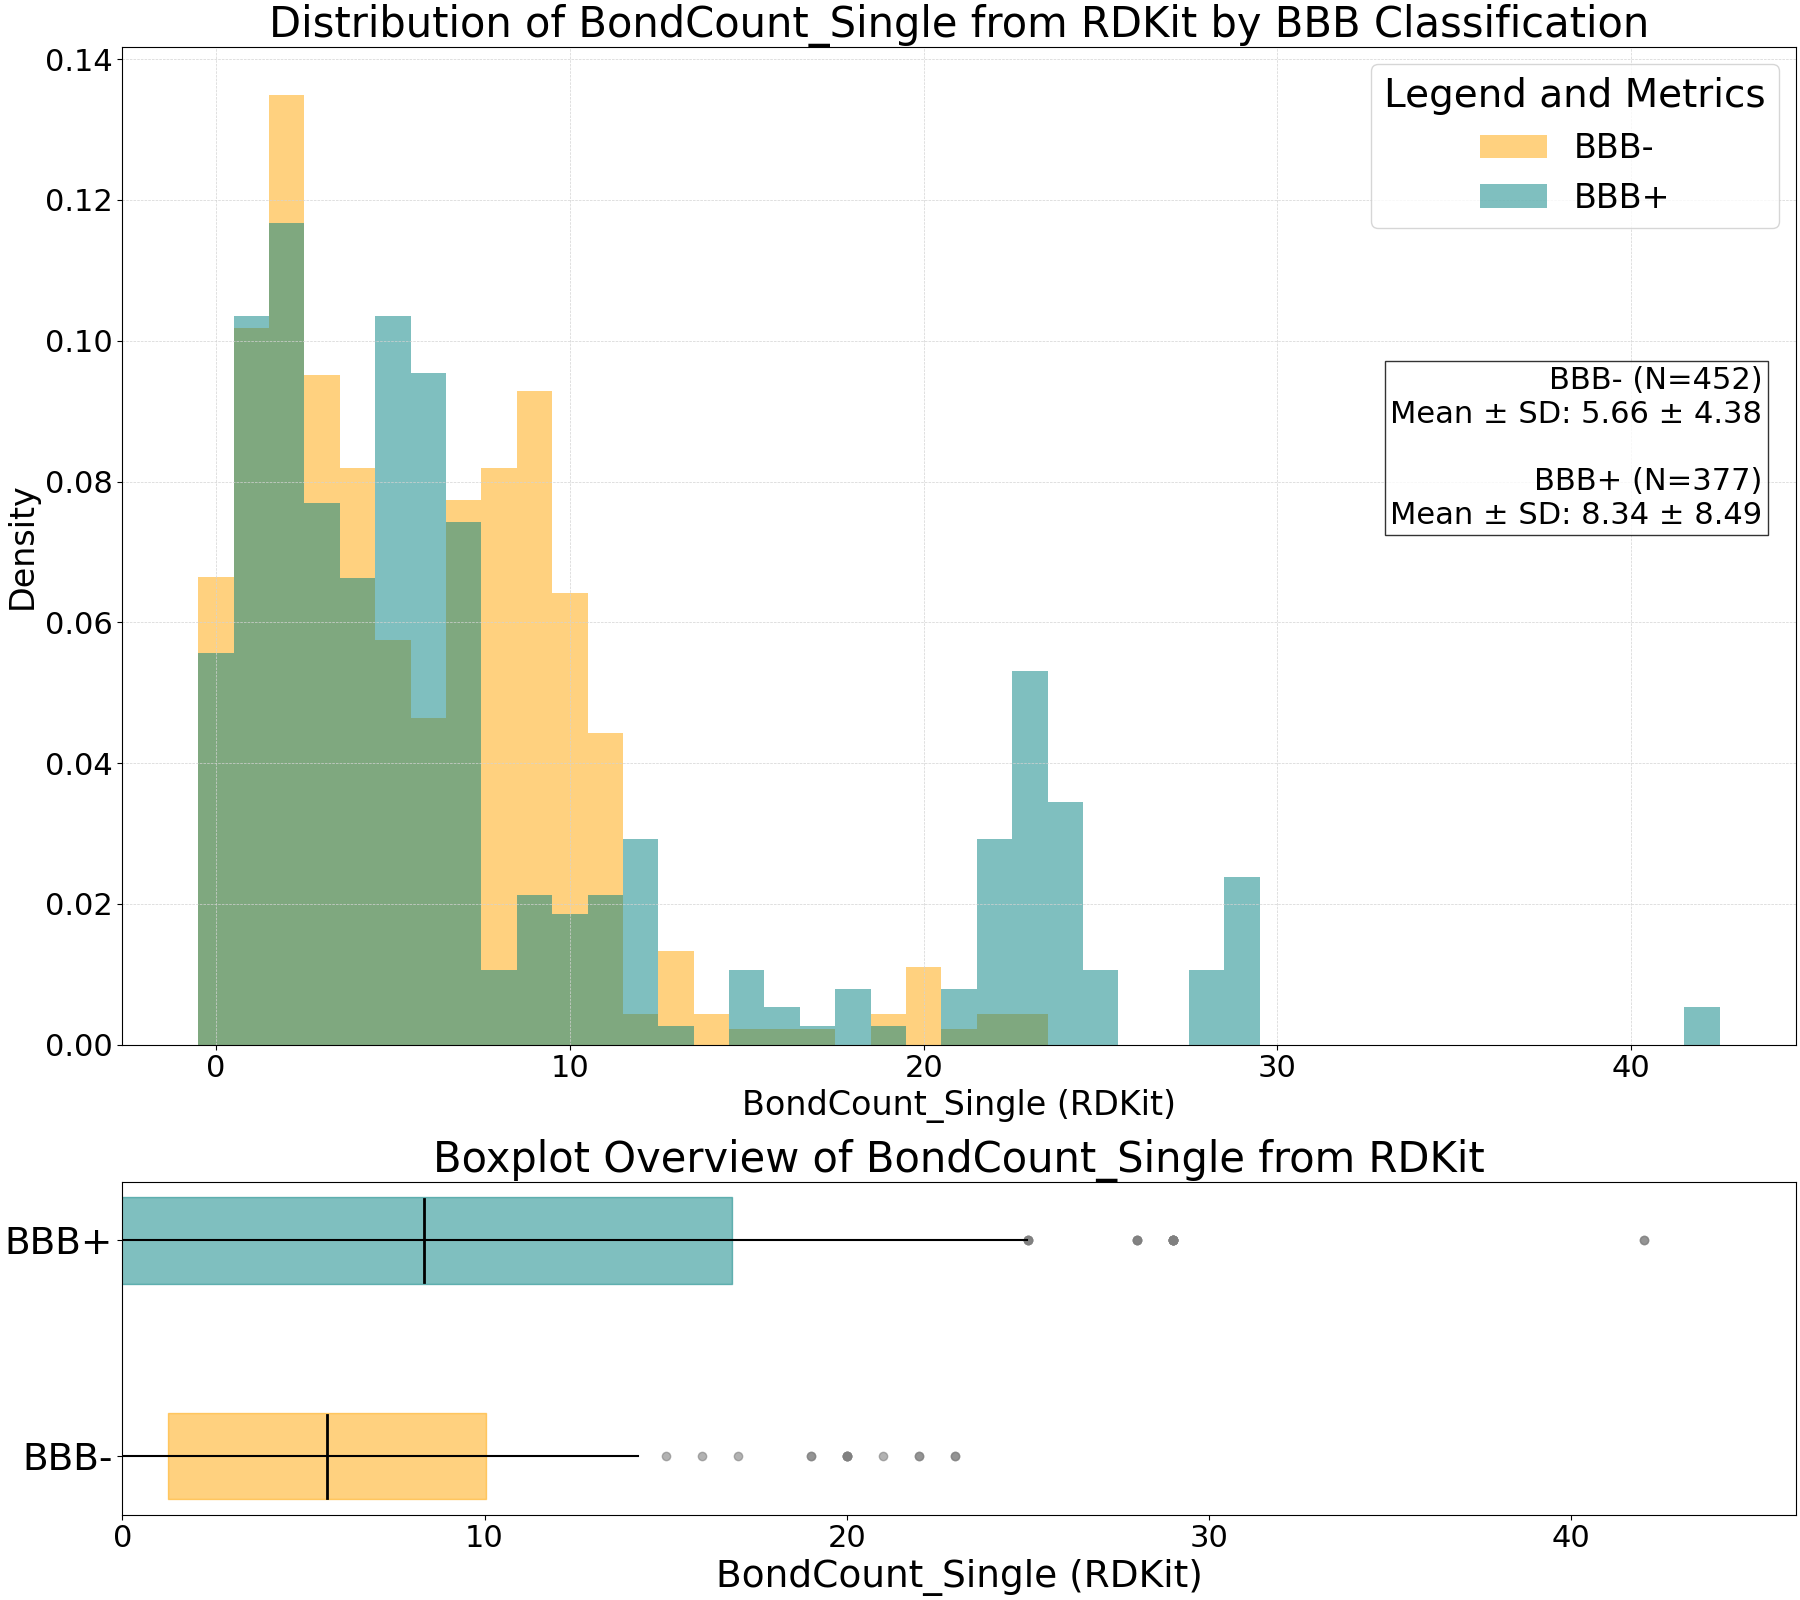 Distribution of BondCount_Single from RDKit by BBB Classification
Legend and Metrics
BBB-
BBB+
BBB- (N=452)
Mean ± SD: 5.66 ± 4.38
BBB+ (N=377)
Mean ± SD: 8.34 ± 8.49
Density
0.14
0.12
0.10
0.08
0.06
0.04
0.02
0.00
0 10 20 30 40
BondCount_Single (RDKit)
Boxplot Overview of BondCount_Single from RDKit
BBB+
BBB-
0 10 20 30 40
BondCount_Single (RDKit)